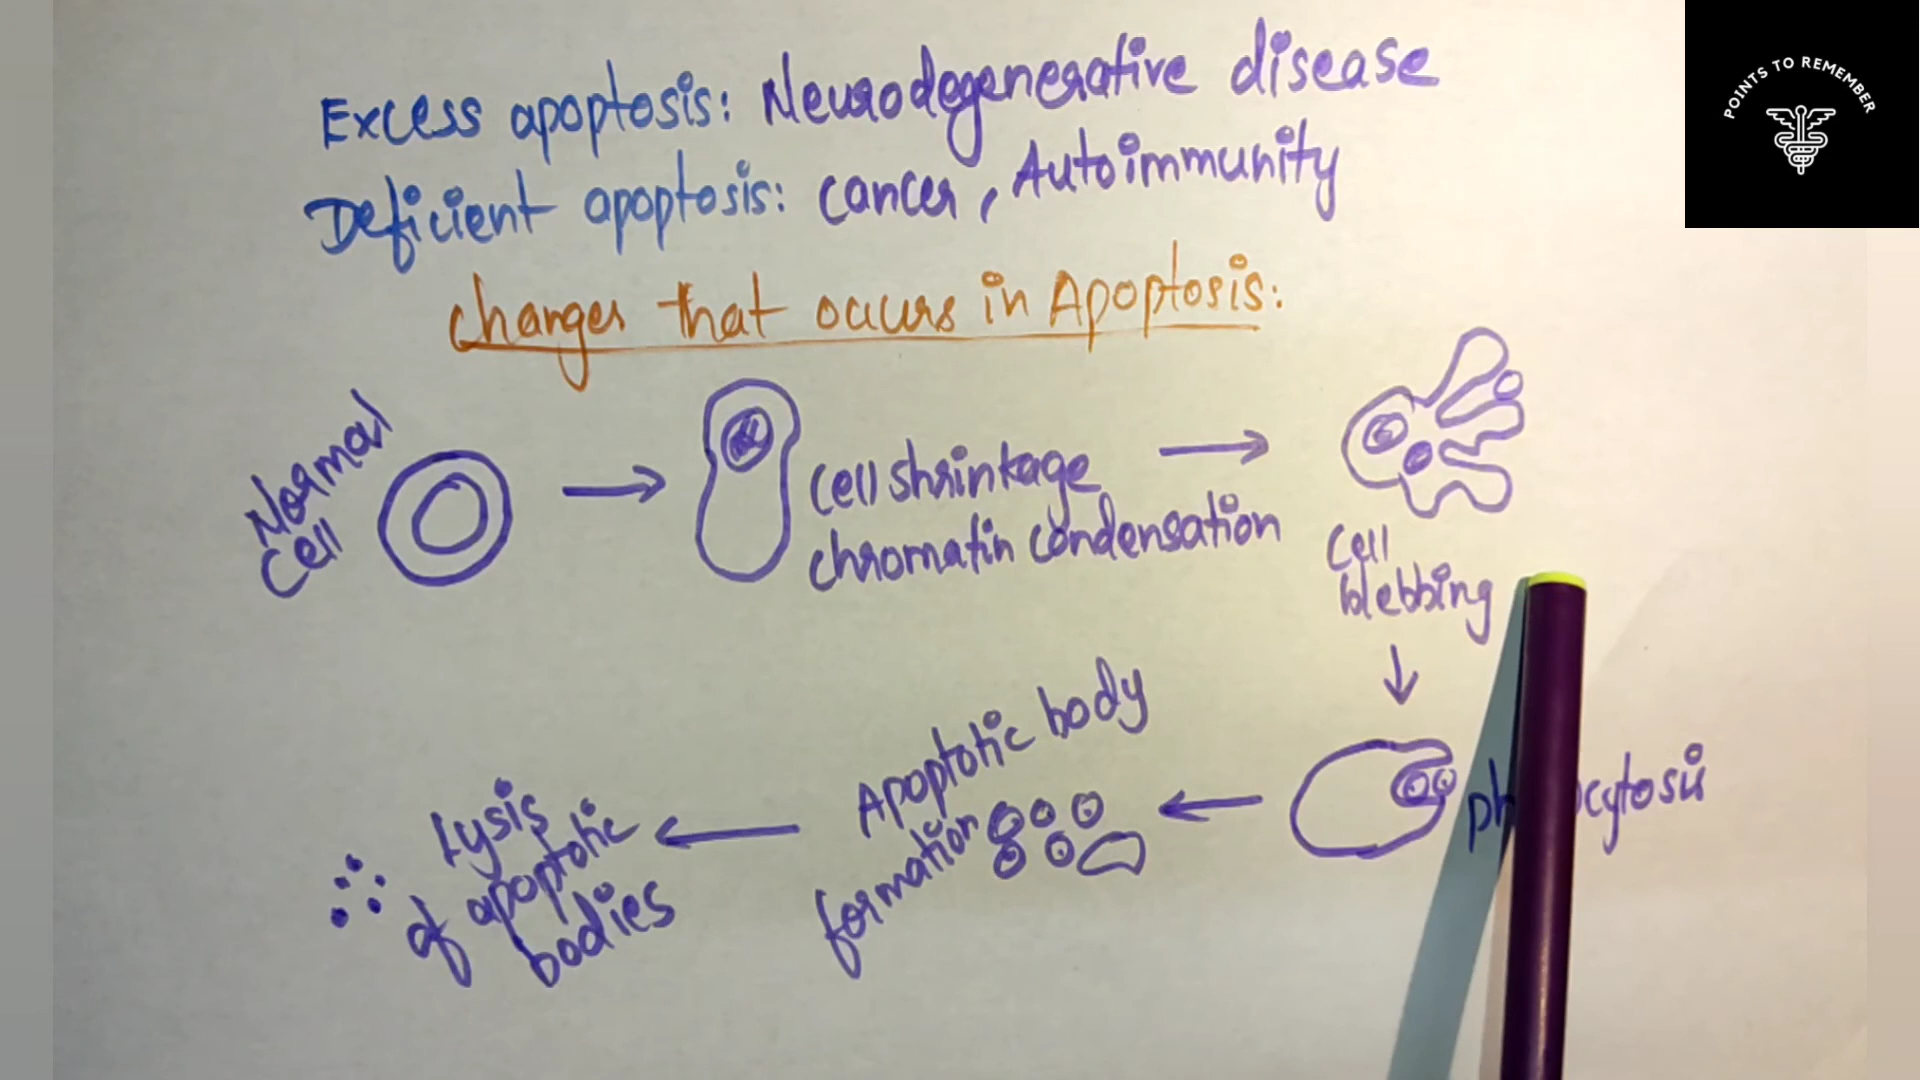 POINTS TO REMEMBER
Excess apoptosis: Neurodegenerative disease
Deficient apoptosis: cancer, Autoimmunity
Changes that occurs in Apoptosis:
Normal
Cell
Cell shrinkage
chromatin condensation
Cell
blebbing
Apoptotic body
formation
Lysis
of apoptotic
bodies